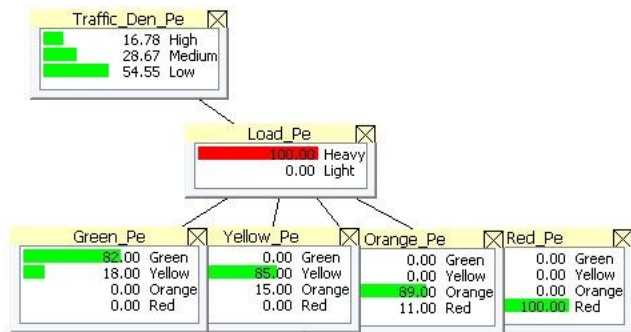 Traffic_Den_Pe
16.78 High
28.67 Medium
54.55 Low
Load_Pe
100.00 Heavy
0.00 Light
Green_Pe
82.00 Green
18.00 Yellow
0.00 Orange
0.00 Red
Yellow_Pe
0.00 Green
85.00 Yellow
15.00 Orange
0.00 Red
Orange_Pe
0.00 Green
0.00 Yellow
89.00 Orange
11.00 Red
Red_Pe
0.00 Green
0.00 Yellow
0.00 Orange
100.00 Red